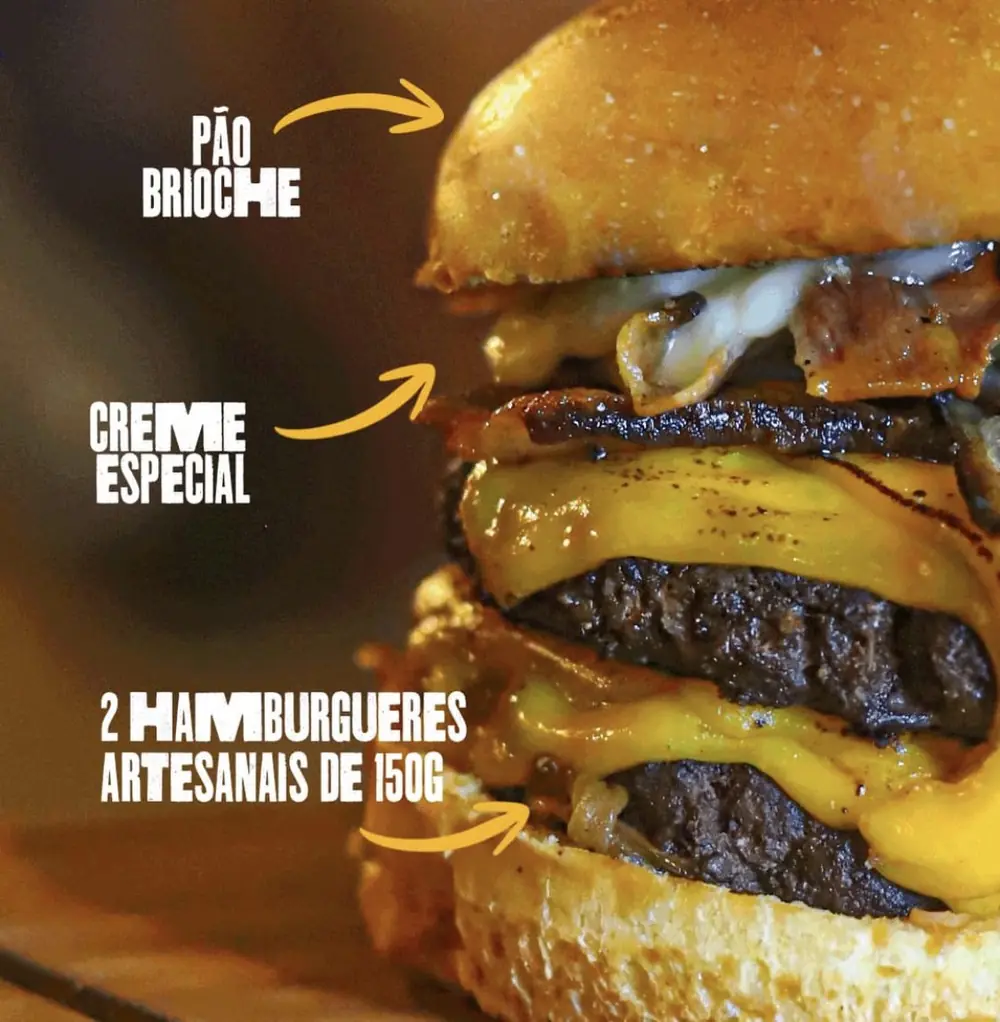 PÃO
BRIOCHE
CREME
ESPECIAL
2 HAMBURGUERES
ARTESANAIS DE 150G